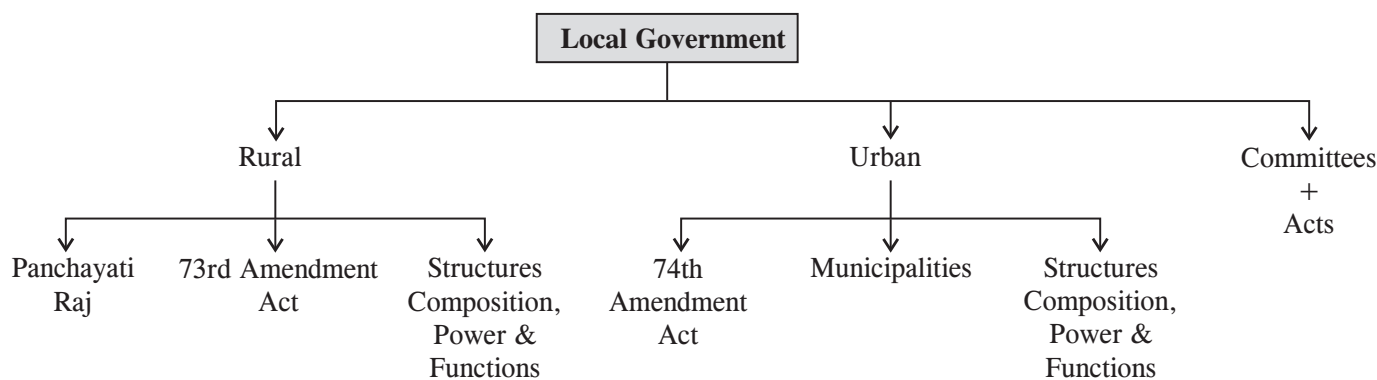 Local Government
Rural
Urban
Committees
+
Acts
Panchayati
Raj
73rd Amendment
Act
Structures
Composition,
Power &
Functions
74th
Amendment
Act
Municipalities
Structures
Composition,
Power &
Functions